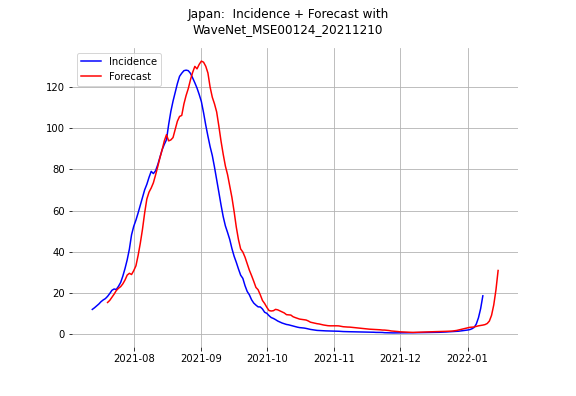 Japan:  Incidence + Forecast with
WaveNet_MSE00124_20211210
Incidence
Forecast
120
100
80
60
40
20
0
2021-08 2021-09 2021-10 2021-11 2021-12 2022-01